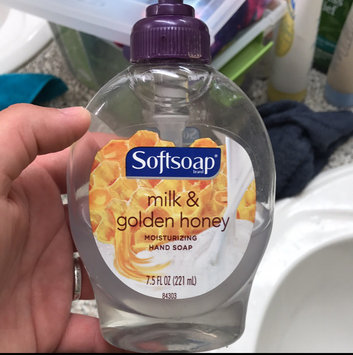 Softsoap
brand
milk &
golden honey
MOISTURIZING
HAND SOAP
7.5 FL OZ (221 mL)
84303